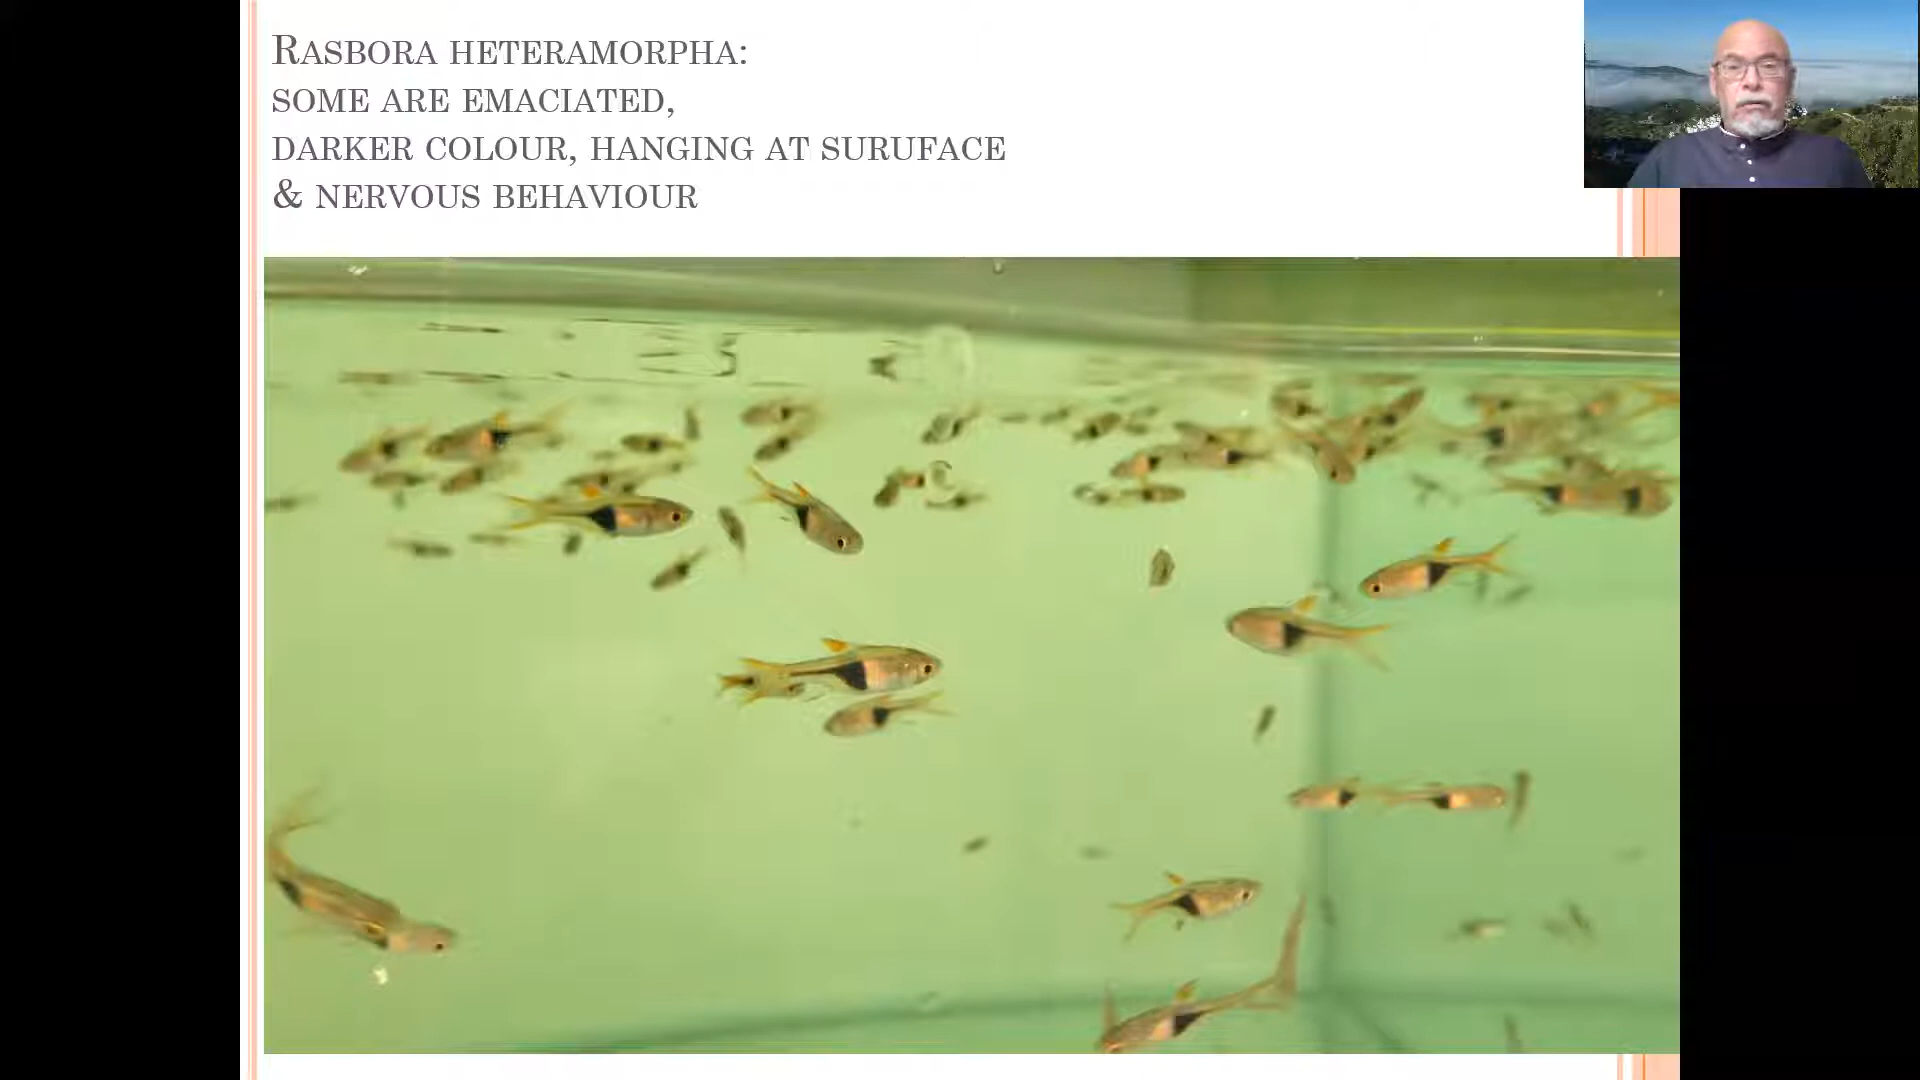 RASBORA HETERAMORPHA:
SOME ARE EMACIATED,
DARKER COLOUR, HANGING AT SURUFACE
& NERVOUS BEHAVIOUR